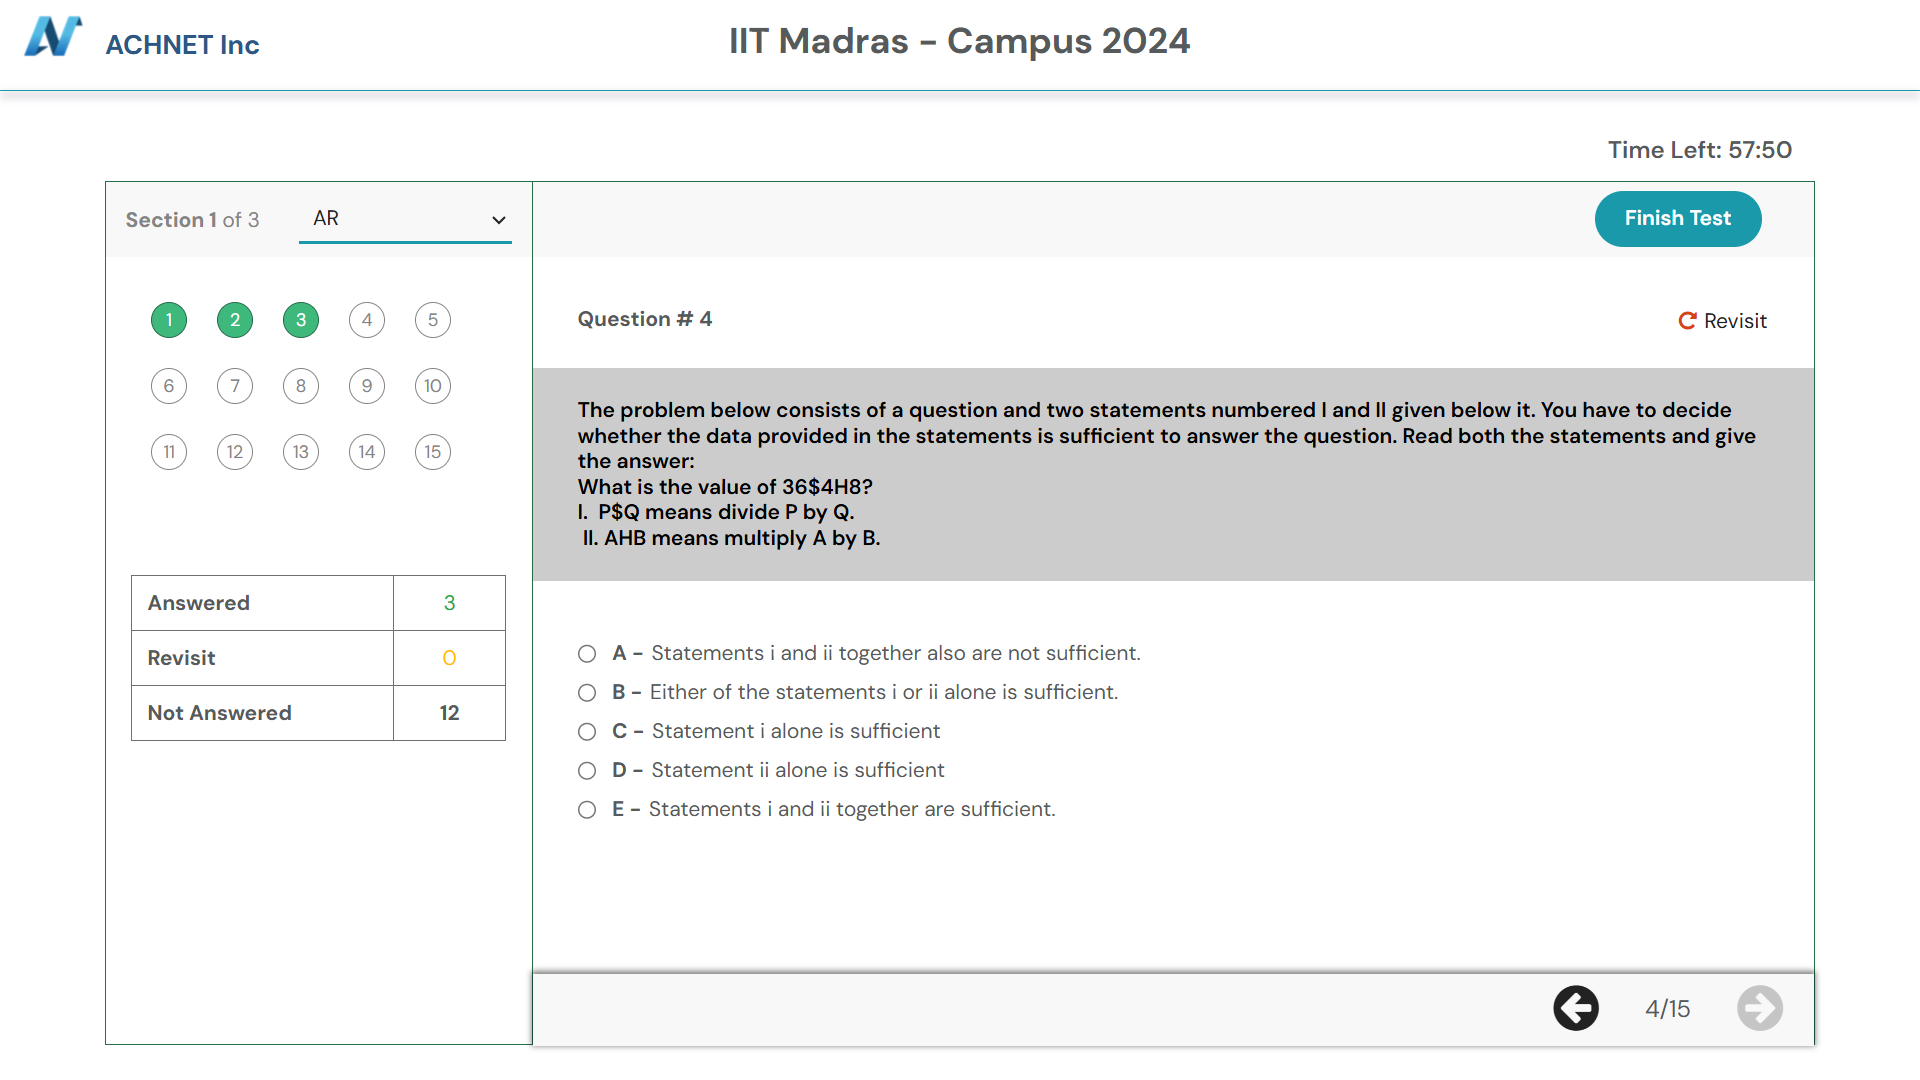 ACHNET Inc
IIT Madras - Campus 2024
Time Left: 57:50
Section 1 of 3
AR
Finish Test
1 2 3 4 5
6 7 8 9 10
11 12 13 14 15
Answered 3
Revisit 0
Not Answered 12
Question # 4
Revisit
The problem below consists of a question and two statements numbered I and II given below it. You have to decide
whether the data provided in the statements is sufficient to answer the question. Read both the statements and give
the answer:
What is the value of 36$4H8?
I. P$Q means divide P by Q.
II. AHB means multiply A by B.
A - Statements i and ii together also are not sufficient.
B - Either of the statements i or ii alone is sufficient.
C - Statement i alone is sufficient
D - Statement ii alone is sufficient
E - Statements i and ii together are sufficient.
4/15